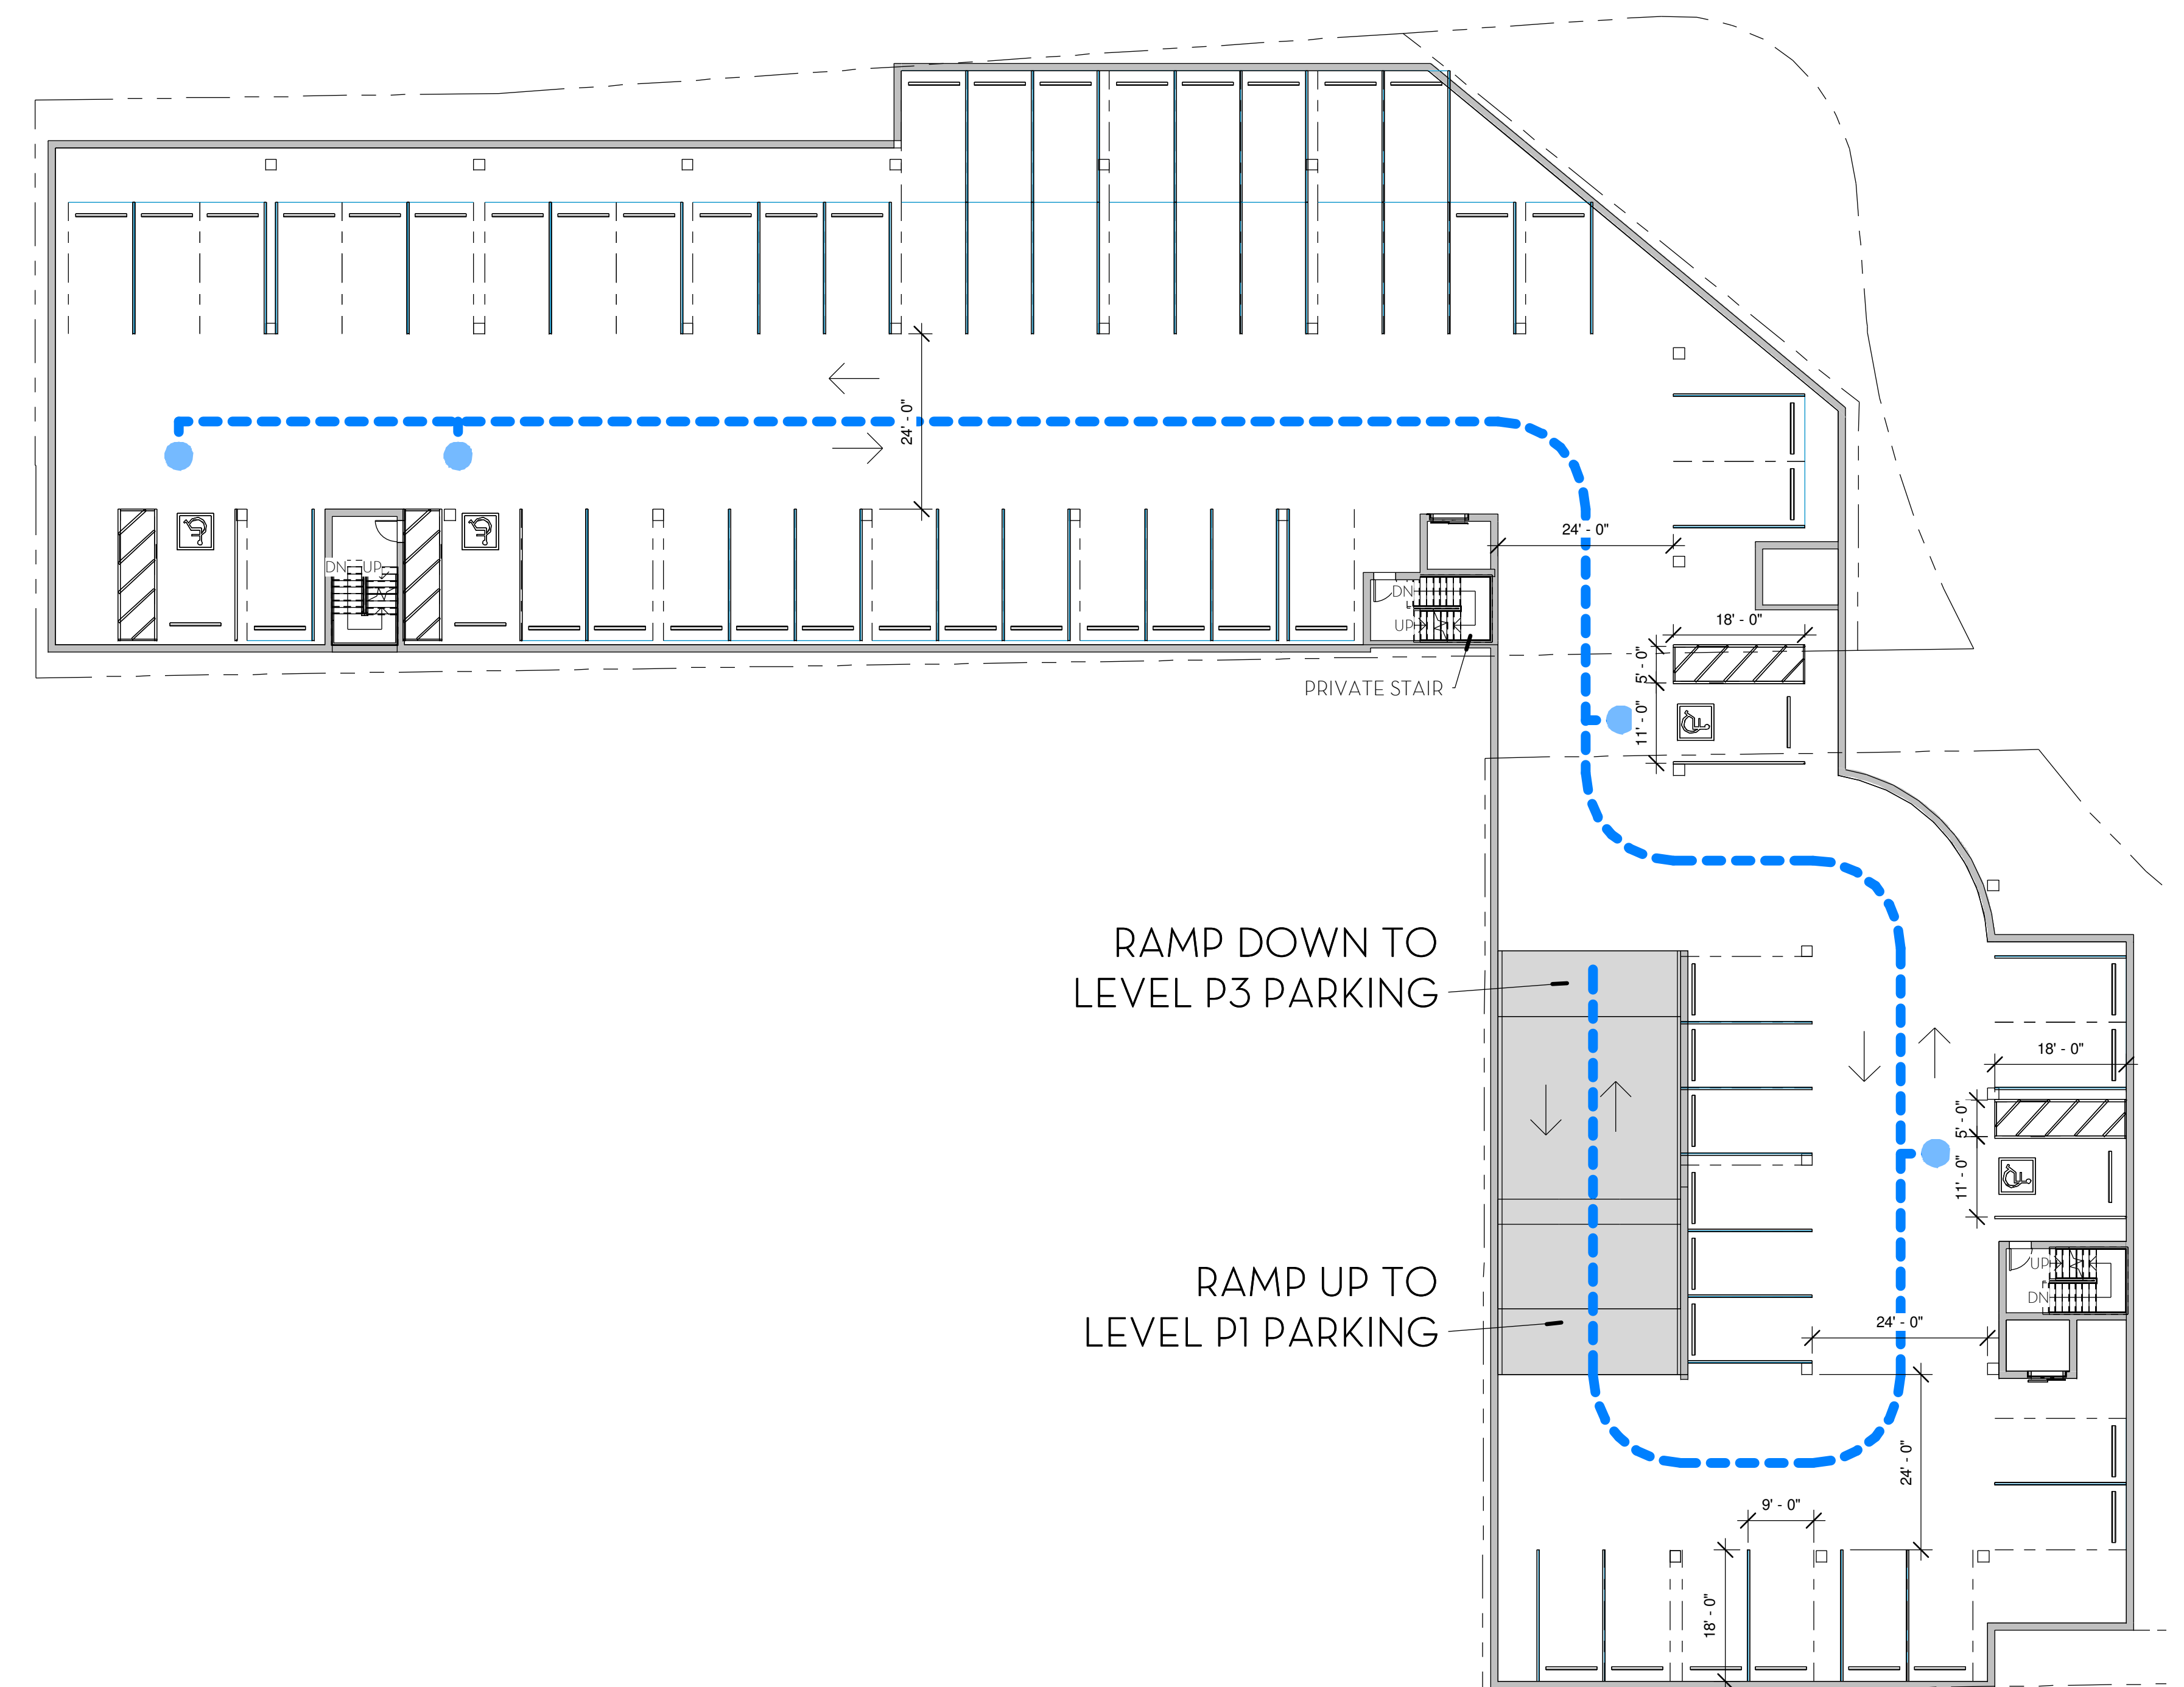 24' - 0"
24' - 0"
DN UP
DN
UP
18' - 0"
5' - 0"
11' - 0"
PRIVATE STAIR
RAMP DOWN TO
LEVEL P3 PARKING
18' - 0"
5' - 0"
11' - 0"
UP
DN
RAMP UP TO
LEVEL P1 PARKING
24' - 0"
24' - 0"
9' - 0"
18' - 0"